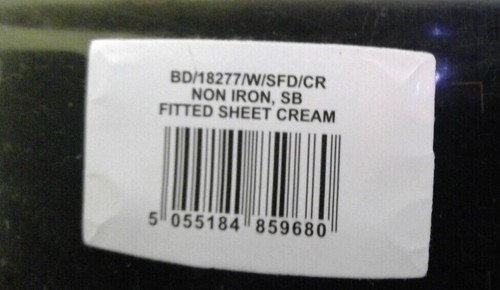 BD/18277/W/SFD/CR
NON IRON, SB
FITTED SHEET CREAM
5 055184 859680